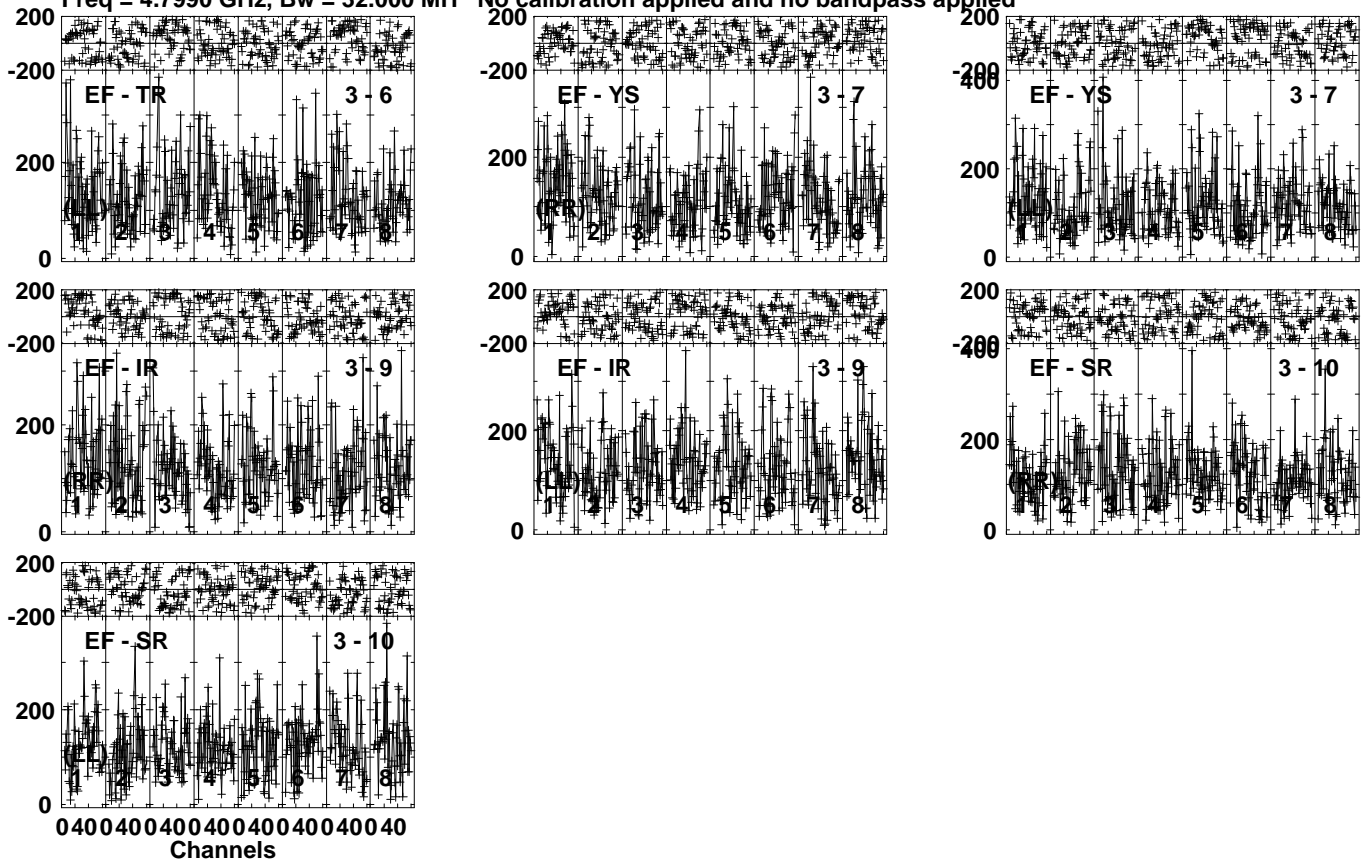 Freq = 4.7990 GHz, Bw = 32.000 MH No calibration applied and no bandpass applied
200
-200
EF - TR 3 - 6
200
(LL)
1 2 3 4 5 6 7 8
0
200
EF - YS 3 - 7
200
(RR)
1 2 3 4 5 6 7 8
0
200
-200
400
EF - YS 3 - 7
200
(LL)
1 2 3 4 5 6 7 8
0
200
-200
EF - IR 3 - 9
200
(RR)
1 2 3 4 5 6 7 8
0
200
EF - IR 3 - 9
200
(LL)
1 2 3 4 5 6 7 8
0
200
-200
400
EF - SR 3 - 10
200
(RR)
1 2 3 4 5 6 7 8
0
200
-200
EF - SR 3 - 10
200
(LL)
1 2 3 4 5 6 7 8
0
0 40 0 40 0 40 0 40 0 40 0 40 0 40 0 40
Channels